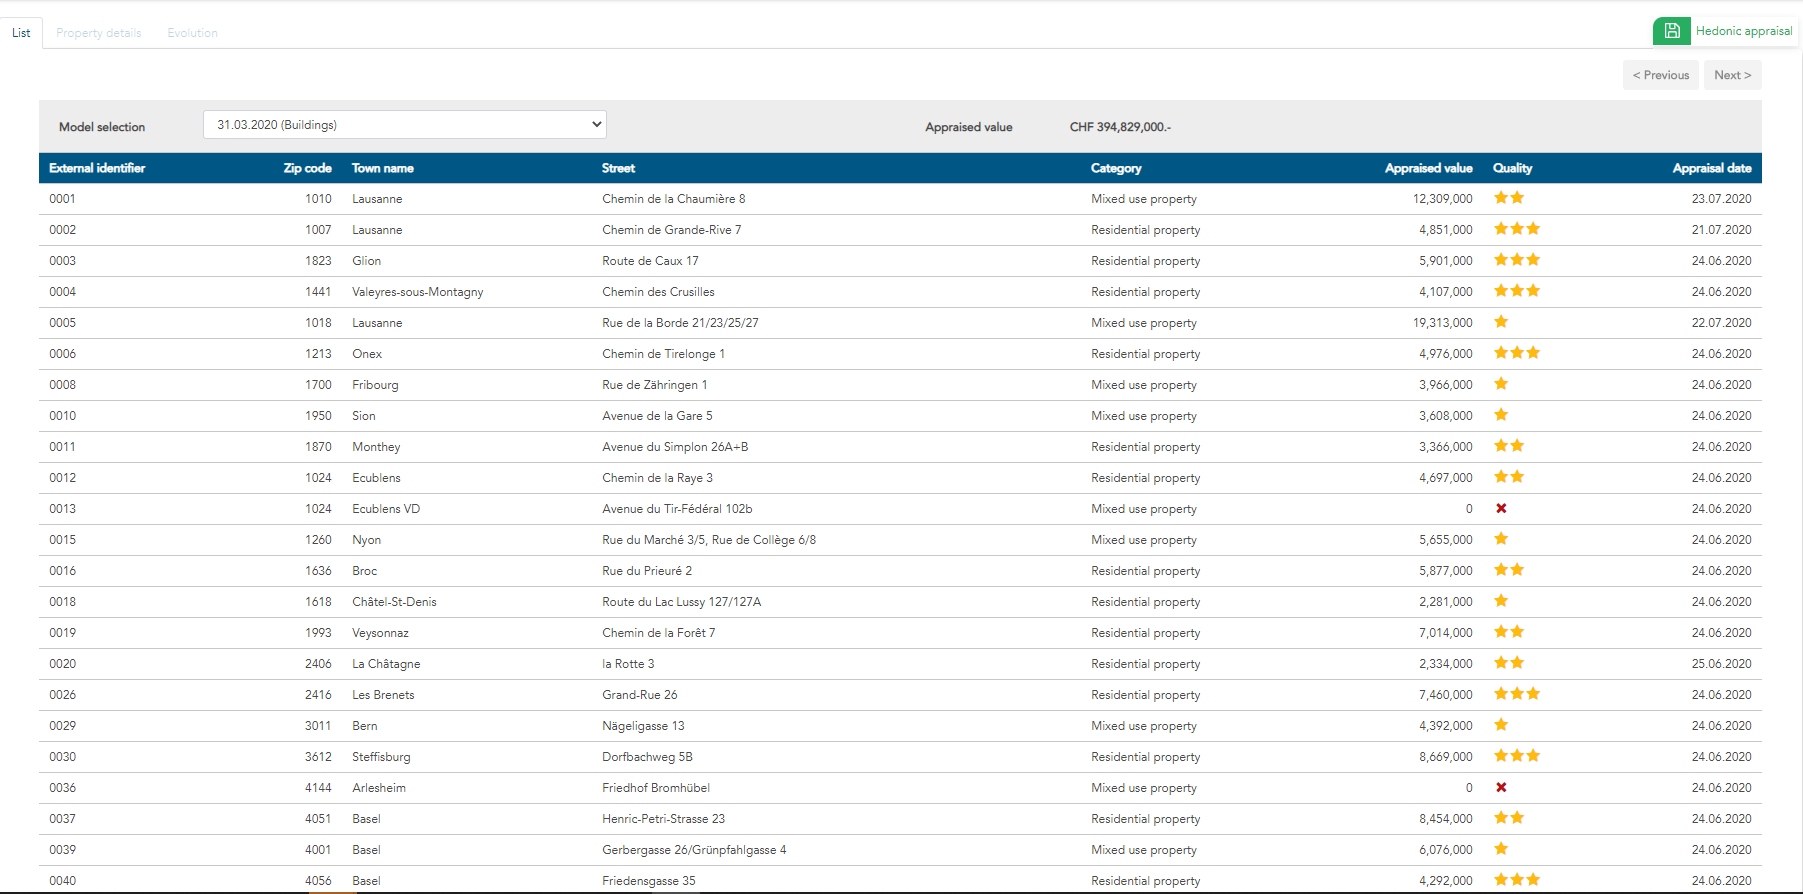 List Property details Evolution Hedonic appraisal
< Previous Next >
Model selection 31.03.2020 (Buildings) Appraised value CHF 394,829,000.-
External identifier Zip code Town name Street Category Appraised value Quality Appraisal date
0001 1010 Lausanne Chemin de la Chaumière 8 Mixed use property 12,309,000 23.07.2020
0002 1007 Lausanne Chemin de Grande-Rive 7 Residential property 4,851,000 21.07.2020
0003 1823 Glion Route de Caux 17 Residential property 5,901,000 24.06.2020
0004 1441 Valeyres-sous-Montagny Chemin des Crusilles Residential property 4,107,000 24.06.2020
0005 1018 Lausanne Rue de la Borde 21/23/25/27 Mixed use property 19,313,000 22.07.2020
0006 1213 Onex Chemin de Tirelonge 1 Residential property 4,976,000 24.06.2020
0008 1700 Fribourg Rue de Zähringen 1 Mixed use property 3,966,000 24.06.2020
0010 1950 Sion Avenue de la Gare 5 Mixed use property 3,608,000 24.06.2020
0011 1870 Monthey Avenue du Simplon 26A+B Residential property 3,366,000 24.06.2020
0012 1024 Ecublens Chemin de la Raye 3 Residential property 4,697,000 24.06.2020
0013 1024 Ecublens VD Avenue du Tir-Fédéral 102b Mixed use property 0 24.06.2020
0015 1260 Nyon Rue du Marché 3/5, Rue de Collège 6/8 Mixed use property 5,655,000 24.06.2020
0016 1636 Broc Rue du Prieuré 2 Residential property 5,877,000 24.06.2020
0018 1618 Châtel-St-Denis Route du Lac Lussy 127/127A Residential property 2,281,000 24.06.2020
0019 1993 Veysonnaz Chemin de la Forêt 7 Residential property 7,014,000 24.06.2020
0020 2406 La Châtagne la Rotte 3 Residential property 2,334,000 25.06.2020
0026 2416 Les Brenets Grand-Rue 26 Residential property 7,460,000 24.06.2020
0029 3011 Bern Nägeligasse 13 Mixed use property 4,392,000 24.06.2020
0030 3612 Steffisburg Dorfbachweg 5B Residential property 8,669,000 24.06.2020
0036 4144 Arlesheim Friedhof Bromhübel Mixed use property 0 24.06.2020
0037 4051 Basel Henric-Petri-Strasse 23 Residential property 8,454,000 24.06.2020
0039 4001 Basel Gerbergasse 26/Grünpfahlgasse 4 Mixed use property 6,076,000 24.06.2020
0040 4056 Basel Friedensgasse 35 Residential property 4,292,000 24.06.2020